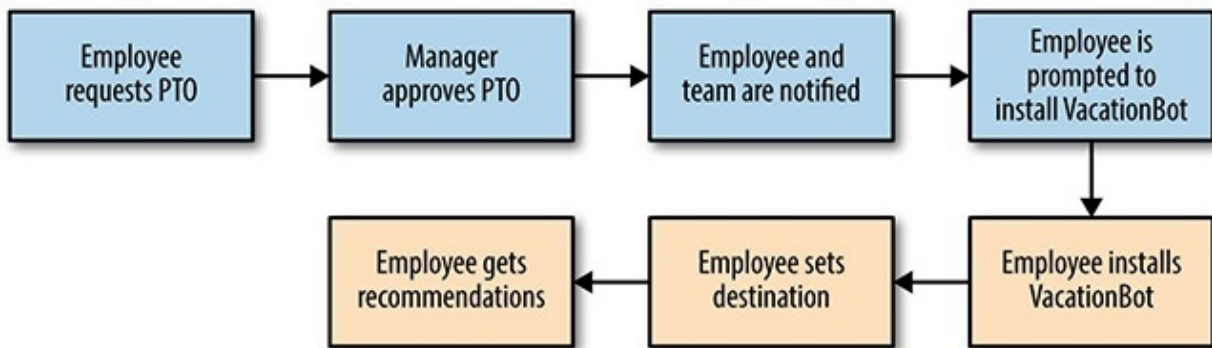 Employee
requests PTO
Manager
approves PTO
Employee and
team are notified
Employee is
prompted to
install VacationBot
Employee installs
VacationBot
Employee sets
destination
Employee gets
recommendations